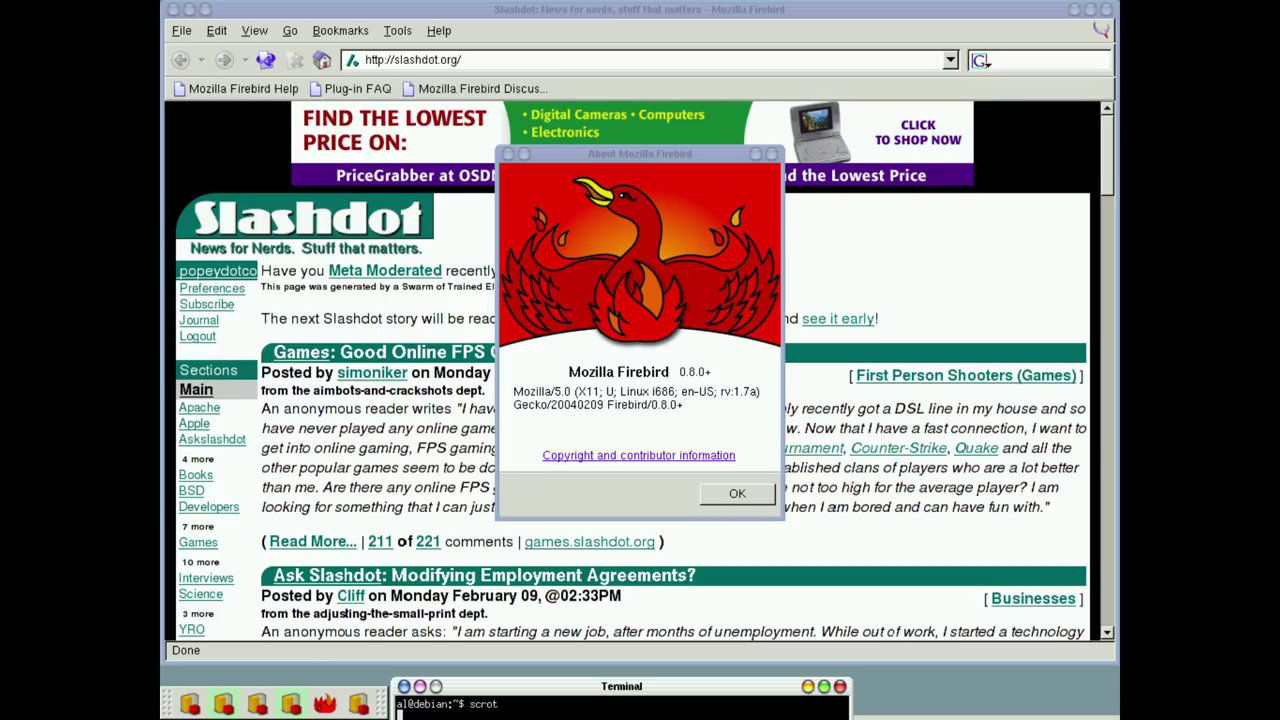 Slashdot: News for nerds, stuff that matters - Mozilla Firebird
File Edit View Go Bookmarks Tools Help
http://slashdot.org/
G
Mozilla Firebird Help Plug-in FAQ Mozilla Firebird Discus...
FIND THE LOWEST
PRICE ON:
• Digital Cameras • Computers
• Electronics
CLICK
TO SHOP NOW
PriceGrabber at OSD
d the Lowest Price
Slashdot
News for Nerds. Stuff that matters.
popeydotco
Preferences
Subscribe
Journal
Logout
Sections
Main
Apache
Apple
Askslashdot
4 more
Books
BSD
Developers
7 more
Games
10 more
Interviews
Science
3 more
YRO
Have you Meta Moderated recently
This page was generated by a Swarm of Trained El
The next Slashdot story will be read
nd see it early!
Games: Good Online FPS
Posted by simoniker on Monday
[ First Person Shooters (Games) ]
from the aimbots-and-crackshots dept.
An anonymous reader writes "I hav
ly recently got a DSL line in my house and so
have never played any online game
w. Now that I have a fast connection, I want to
get into online gaming, FPS gaming
urnament, Counter-Strike, Quake and all the
other popular games seem to be do
ablished clans of players who are a lot better
than me. Are there any online FPS g
e not too high for the average player? I am
looking for something that I can just
when I am bored and can have fun with."
( Read More... | 211 of 221 comments | games.slashdot.org )
Ask Slashdot: Modifying Employment Agreements?
Posted by Cliff on Monday February 09, @02:33PM
[ Businesses ]
from the adjusting-the-small-print dept.
An anonymous reader asks: "I am starting a new job, after months of unemployment. While out of work, I started a technology
About Mozilla Firebird
Mozilla Firebird 0.8.0+
Mozilla/5.0 (X11; U; Linux i686; en-US; rv:1.7a)
Gecko/20040209 Firebird/0.8.0+
Copyright and contributor information
OK
Done
Terminal
al@debian:~$ scrot